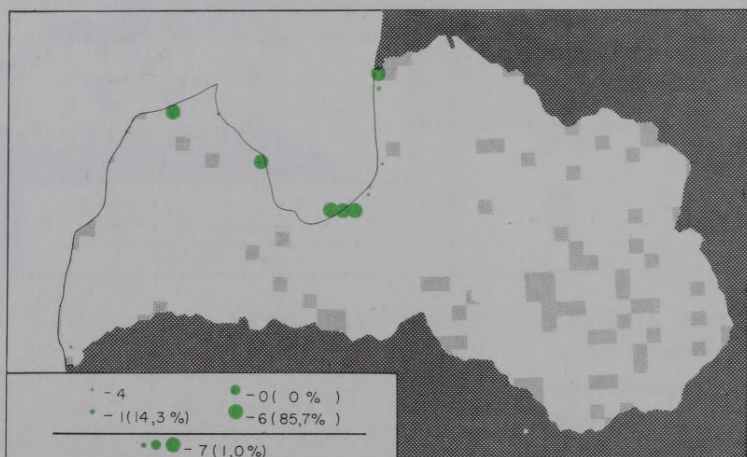 - 4 - 0 ( 0 % )
- 1 (14,3 %) - 6 (85,7% )
- 7 (1,0%)